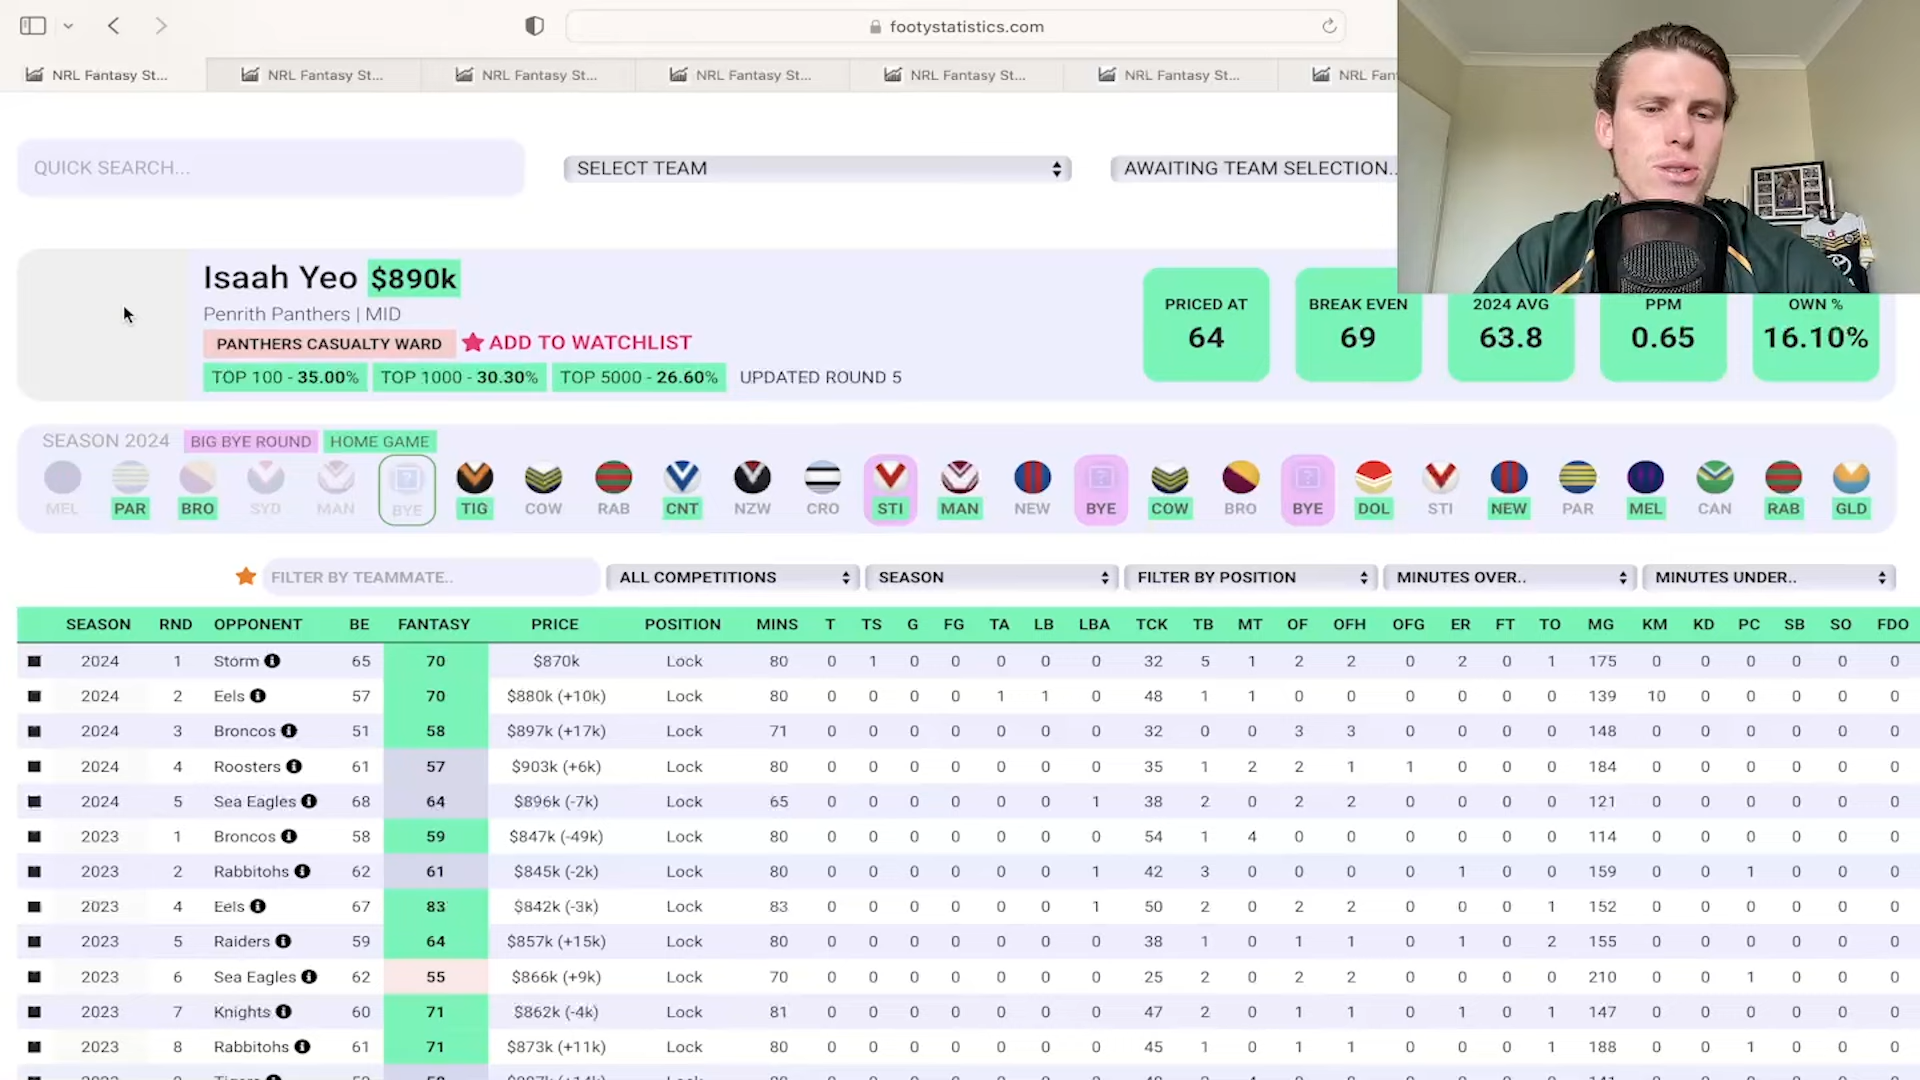 footystatistics.com
NRL Fantasy St... NRL Fantasy St... NRL Fantasy St... NRL Fantasy St... NRL Fantasy St... NRL Fantasy St... NRL Fan
QUICK SEARCH... SELECT TEAM AWAITING TEAM SELECTION..
Isaah Yeo $890k
Penrith Panthers | MID
PANTHERS CASUALTY WARD ADD TO WATCHLIST
TOP 100 - 35.00% TOP 1000 - 30.30% TOP 5000 - 26.60% UPDATED ROUND 5
PRICED AT BREAK EVEN 2024 AVG PPM OWN %
64 69 63.8 0.65 16.10%
SEASON 2024 BIG BYE ROUND HOME GAME
MEL PAR BRO SYD MAN BYE TIG COW RAB CNT NZW CRO STI MAN NEW BYE COW BRO BYE DOL STI NEW PAR MEL CAN RAB GLD
FILTER BY TEAMMATE.. ALL COMPETITIONS SEASON FILTER BY POSITION MINUTES OVER.. MINUTES UNDER..
SEASON RND OPPONENT BE FANTASY PRICE POSITION MINS T TS G FG TA LB LBA TCK TB MT OF OFH OFG ER FT TO MG KM KD PC SB SO FDO
2024 1 Storm 65 70 $870k Lock 80 0 1 0 0 0 0 0 32 5 1 2 2 0 2 0 1 175 0 0 0 0 0 0
2024 2 Eels 57 70 $880k (+10k) Lock 80 0 0 0 0 1 1 0 48 1 1 0 0 0 0 0 0 139 10 0 0 0 0 0
2024 3 Broncos 51 58 $897k (+17k) Lock 71 0 0 0 0 0 0 0 32 0 0 3 3 0 0 0 0 148 0 0 0 0 0 0
2024 4 Roosters 61 57 $903k (+6k) Lock 80 0 0 0 0 0 0 0 35 1 2 2 1 1 0 0 0 184 0 0 0 0 0 0
2024 5 Sea Eagles 68 64 $896k (-7k) Lock 65 0 0 0 0 0 0 1 38 2 0 2 2 0 0 0 0 121 0 0 0 0 0 0
2023 1 Broncos 58 59 $847k (-49k) Lock 80 0 0 0 0 0 0 0 54 1 4 0 0 0 0 0 0 114 0 0 0 0 0 0
2023 2 Rabbitohs 62 61 $845k (-2k) Lock 80 0 0 0 0 0 0 1 42 3 0 0 0 0 1 0 0 159 0 0 1 0 0 0
2023 4 Eels 67 83 $842k (-3k) Lock 83 0 0 0 0 0 0 1 50 2 0 2 2 0 0 0 1 152 0 0 0 0 0 0
2023 5 Raiders 59 64 $857k (+15k) Lock 80 0 0 0 0 0 0 0 38 1 0 1 1 0 1 0 2 155 0 0 0 0 0 0
2023 6 Sea Eagles 62 55 $866k (+9k) Lock 70 0 0 0 0 0 0 0 25 2 0 2 2 0 0 0 0 210 0 0 1 0 0 0
2023 7 Knights 60 71 $862k (-4k) Lock 81 0 0 0 0 0 0 0 47 2 0 1 1 0 1 0 1 147 0 0 0 0 0 0
2023 8 Rabbitohs 61 71 $873k (+11k) Lock 80 0 0 0 0 0 0 0 45 1 0 1 1 0 0 0 1 188 0 0 1 0 0 0